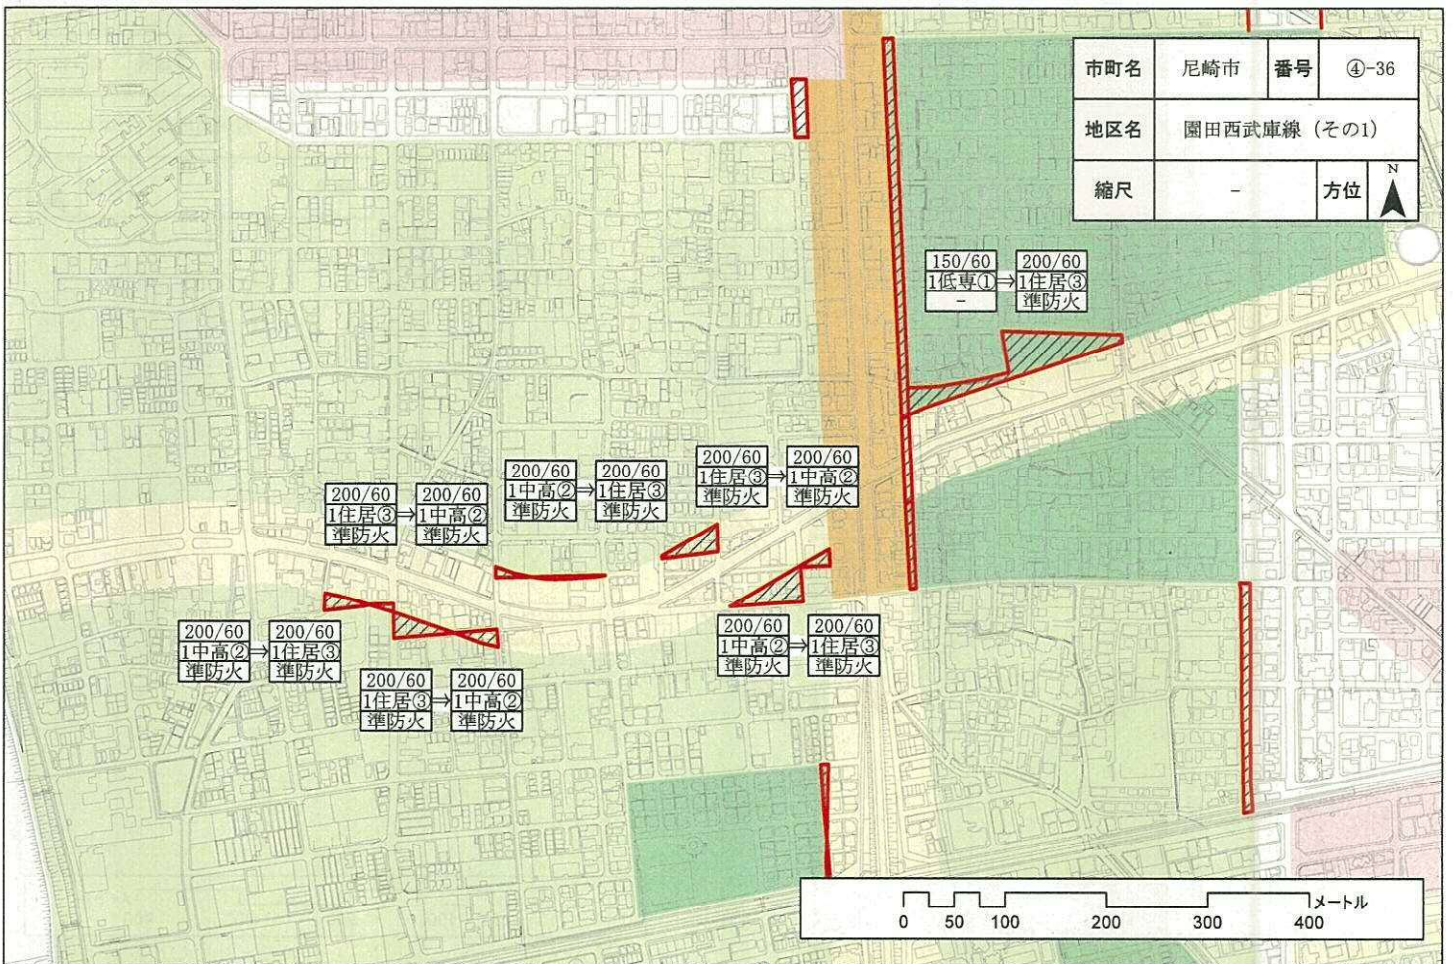 市町名 尼崎市 番号 ④-36
地区名 園田西武庫線（その1）
縮尺 - 方位 N
150/60 200/60
1低専① ⇒ 1住居③
- 準防火
200/60 200/60
1住居③ ⇒ 1中高②
準防火 準防火
200/60 200/60
1中高② ⇒ 1住居③
準防火 準防火
200/60 200/60
1住居③ ⇒ 1中高②
準防火 準防火
200/60 200/60
1中高② ⇒ 1住居③
準防火 準防火
200/60 200/60
1中高② ⇒ 1住居③
準防火 準防火
200/60 200/60
1住居③ ⇒ 1中高②
準防火 準防火
メートル
0 50 100 200 300 400